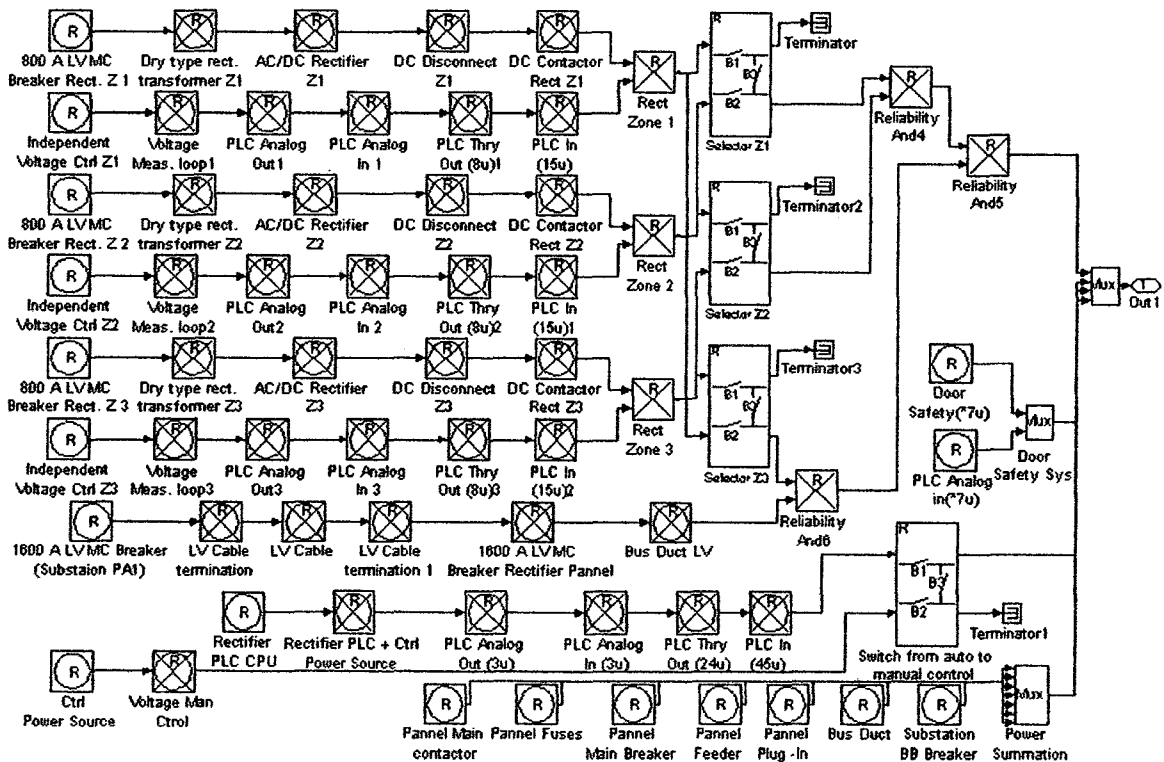 R R R R R
800 A LVMC Breaker Rect. Z 1
Dry type rect. transformer Z1
AC/DC Rectifier Z1
DC Disconnect Z1
DC Contactor Rect Z1
R R R R R R
Independent Voltage Ctrl Z1
Voltage Meas. loop1
PLC Analog Out1
PLC Analog In 1
PLC Thry Out (8u)1
PLC In (15u)
R
Rect Zone 1
R
B1
B3
B2
Selector Z1
Terminator
R
Reliability And4
R
Reliability And5
R R R R R
800 A LVMC Breaker Rect. Z 2
Dry type rect. transformer Z2
AC/DC Rectifier Z2
DC Disconnect Z2
DC Contactor Rect Z2
R R R R R R
Independent Voltage Ctrl Z2
Voltage Meas. loop2
PLC Analog Out2
PLC Analog In 2
PLC Thry Out (8u)2
PLC In (15u)1
R
Rect Zone 2
R
B1
B3
B2
Selector Z2
Terminator2
Mux
1
Out1
R R R R R
800 A LVMC Breaker Rect. Z 3
Dry type rect. transformer Z3
AC/DC Rectifier Z3
DC Disconnect Z3
DC Contactor Rect Z3
R R R R R R
Independent Voltage Ctrl Z3
Voltage Meas. loop3
PLC Analog Out3
PLC Analog In 3
PLC Thry Out (8u)3
PLC In (15u)2
R
Rect Zone 3
R
B1
B3
B2
Selector Z3
Terminator3
R
Door Safety(*7u)
R
PLC Analog in(*7u)
Mux
Door Safety Sys
R R R R R R
1600 A LVMC Breaker (Substaion PA1)
LV Cable termination
LV Cable
LV Cable termination 1
1600 A LVMC Breaker Rectifier Pannel
Bus Duct LV
R
Reliability And6
R R R R R R
Rectifier PLC CPU
Rectifier PLC + Ctrl Power Source
PLC Analog Out (3u)
PLC Analog In (3u)
PLC Thry Out (24u)
PLC In (45u)
R
B1
B3
B2
Switch from auto to manual control
Terminator1
R R
Ctrl Power Source
Voltage Man Ctrol
R R R R R R R
Pannel Main contactor
Pannel Fuses
Pannel Main Breaker
Pannel Feeder
Pannel Plug-In
Bus Duct
Substation BB Breaker
Mux
Power Summation